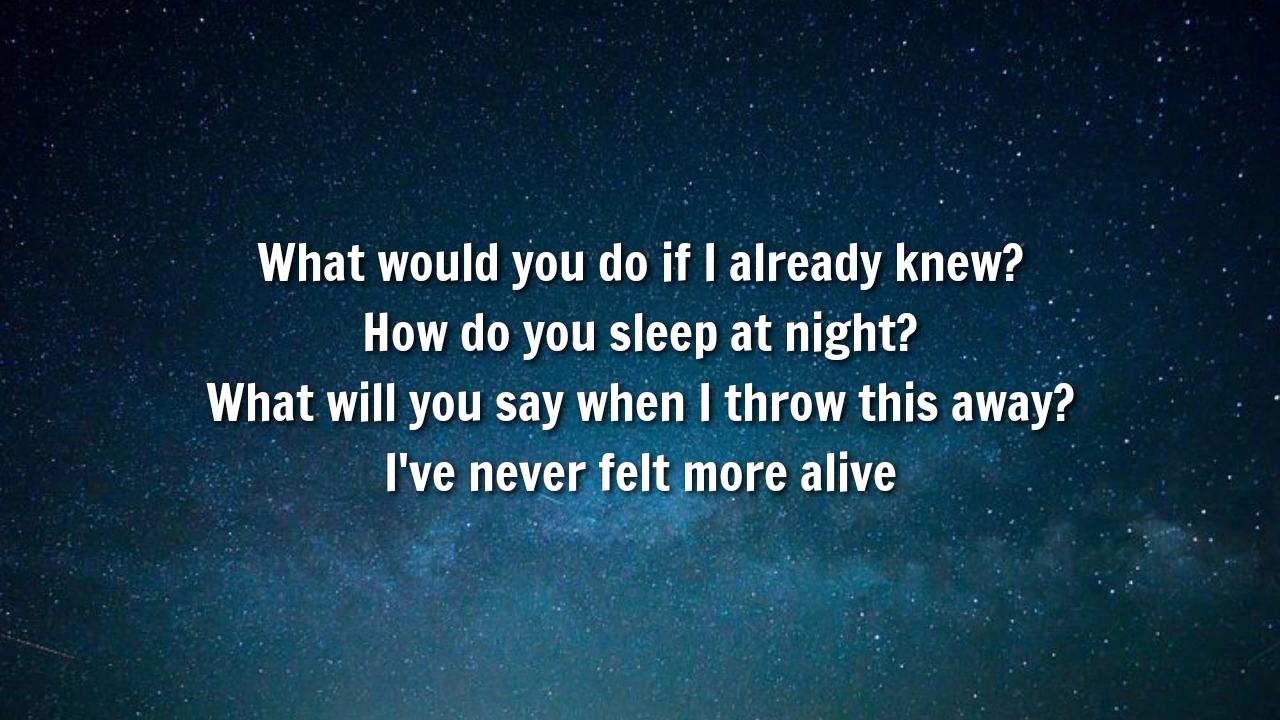 What would you do if I already knew?
How do you sleep at night?
What will you say when I throw this away?
I've never felt more alive